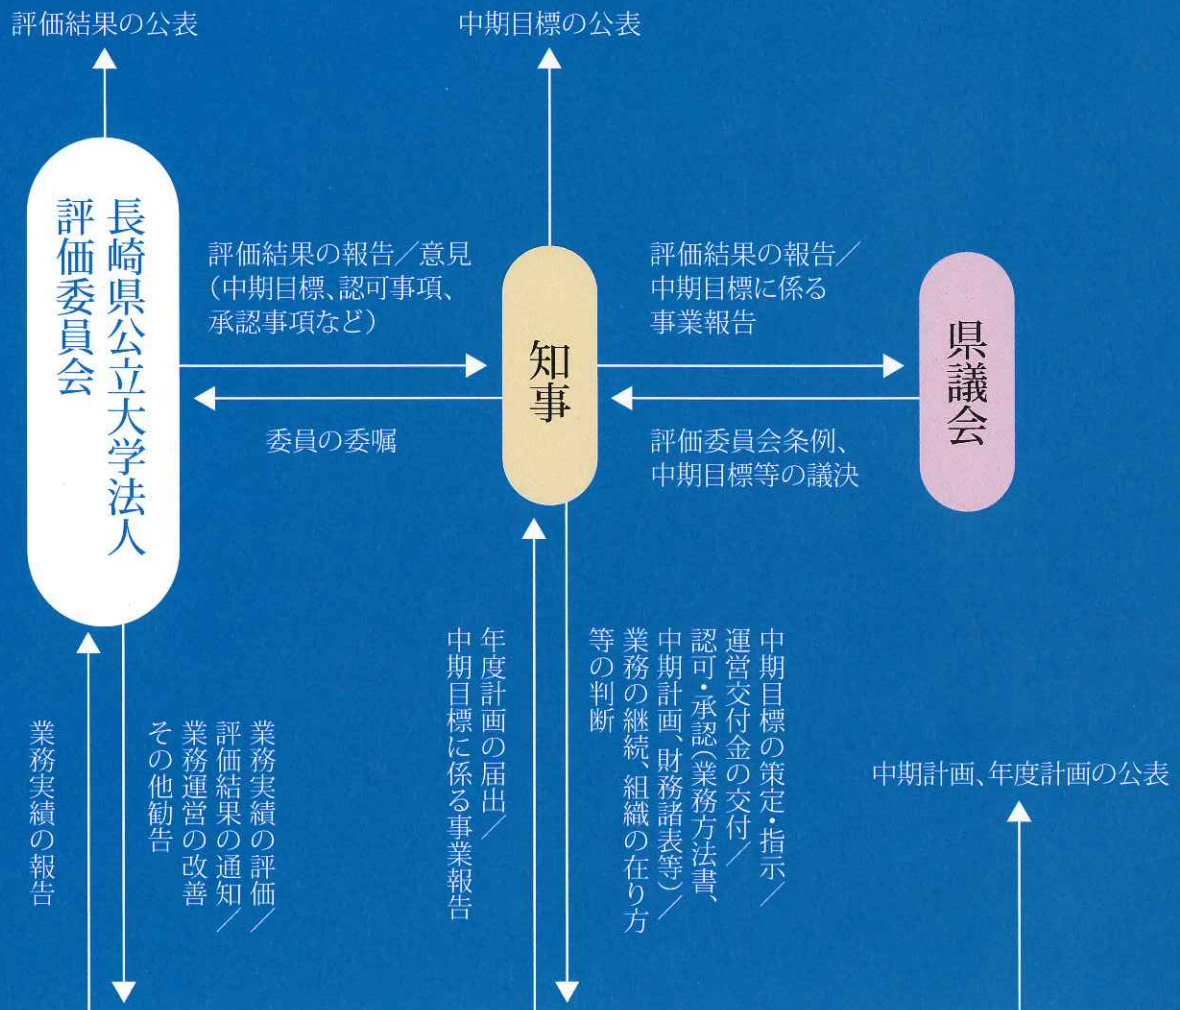 評価結果の公表
中期目標の公表
長崎県公立大学法人
評価委員会
評価結果の報告／意見
（中期目標、認可事項、
承認事項など）
委員の委嘱
知事
評価結果の報告／
中期目標に係る
事業報告
評価委員会条例、
中期目標等の議決
県議会
業務実績の報告
業務実績の評価／
評価結果の通知／
業務運営の改善
その他勧告
年度計画の届出／
中期目標に係る事業報告
中期目標の策定・指示／
運営交付金の交付／
認可・承認（業務方法書、
中期計画、財務諸表等）／
業務の継続、組織の在り方
等の判断
中期計画、年度計画の公表